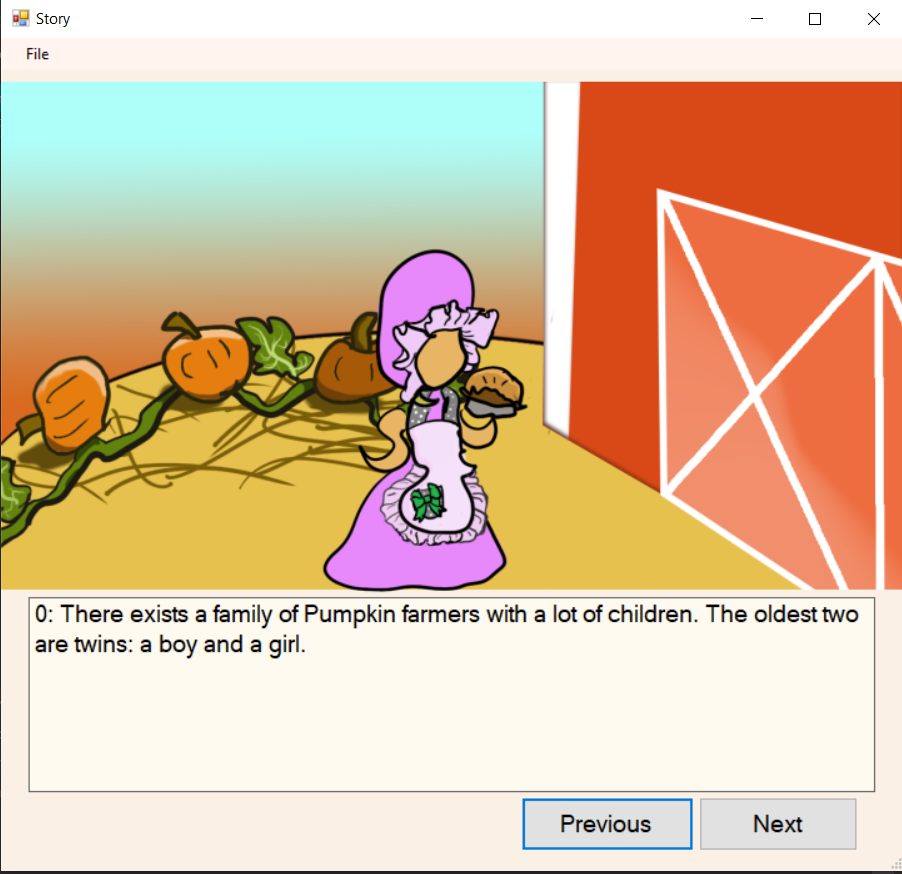 Story
File
0: There exists a family of Pumpkin farmers with a lot of children. The oldest two
are twins: a boy and a girl.
Previous
Next